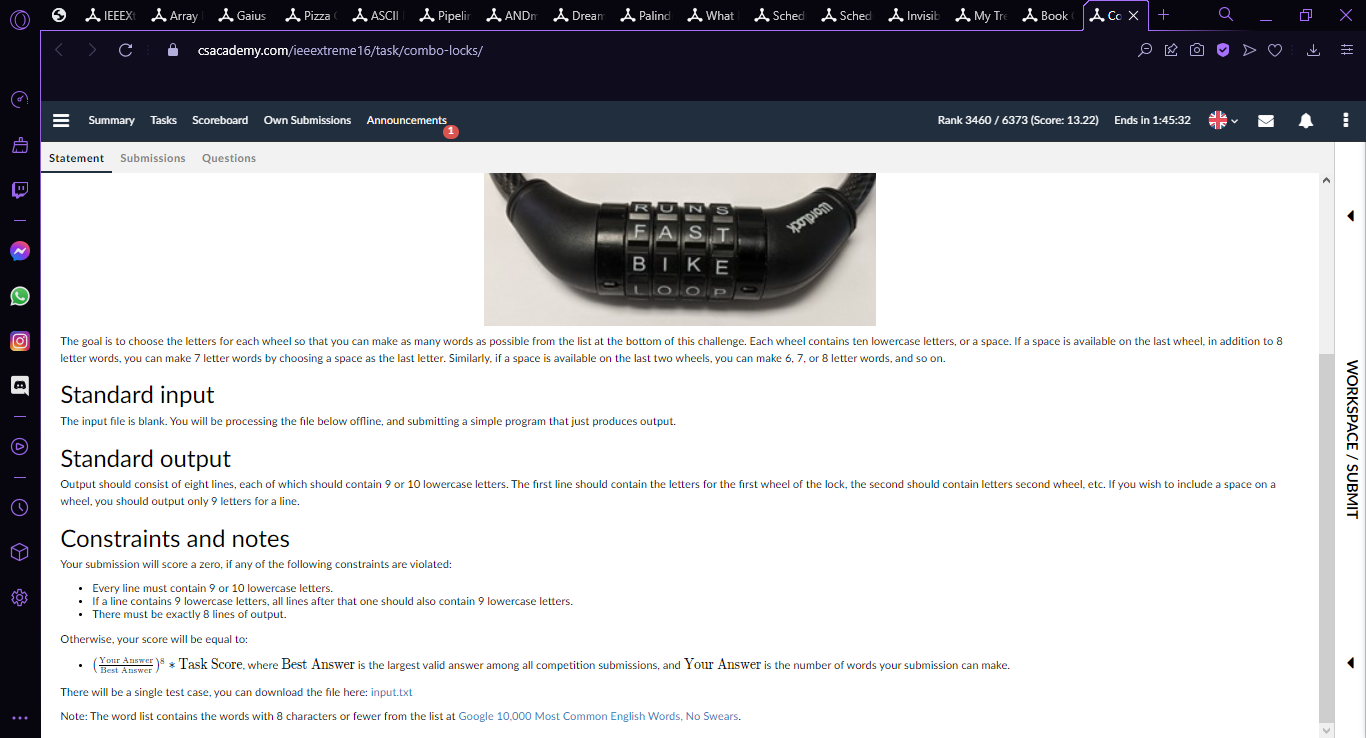 IEEEXt Array Gaius Pizza ASCII Pipelin ANDm Dream Palind What Sched Sched Invisib My Tre Book Co
csacademy.com/ieeextreme16/task/combo-locks/
Summary Tasks Scoreboard Own Submissions Announcements 1 Rank 3460 / 6373 (Score: 13.22) Ends in 1:45:32
Statement Submissions Questions
RUNS
FAST
BIKE
LOOP
WordLock
WORKSPACE / SUBMIT
The goal is to choose the letters for each wheel so that you can make as many words as possible from the list at the bottom of this challenge. Each wheel contains ten lowercase letters, or a space. If a space is available on the last wheel, in addition to 8
letter words, you can make 7 letter words by choosing a space as the last letter. Similarly, if a space is available on the last two wheels, you can make 6, 7, or 8 letter words, and so on.
Standard input
The input file is blank. You will be processing the file below offline, and submitting a simple program that just produces output.
Standard output
Output should consist of eight lines, each of which should contain 9 or 10 lowercase letters. The first line should contain the letters for the first wheel of the lock, the second should contain letters second wheel, etc. If you wish to include a space on a
wheel, you should output only 9 letters for a line.
Constraints and notes
Your submission will score a zero, if any of the following constraints are violated:
• Every line must contain 9 or 10 lowercase letters.
• If a line contains 9 lowercase letters, all lines after that one should also contain 9 lowercase letters.
• There must be exactly 8 lines of output.
Otherwise, your score will be equal to:
• (Your Answer / Best Answer)⁸ * Task Score, where Best Answer is the largest valid answer among all competition submissions, and Your Answer is the number of words your submission can make.
There will be a single test case, you can download the file here: input.txt
Note: The word list contains the words with 8 characters or fewer from the list at Google 10,000 Most Common English Words, No Swears.